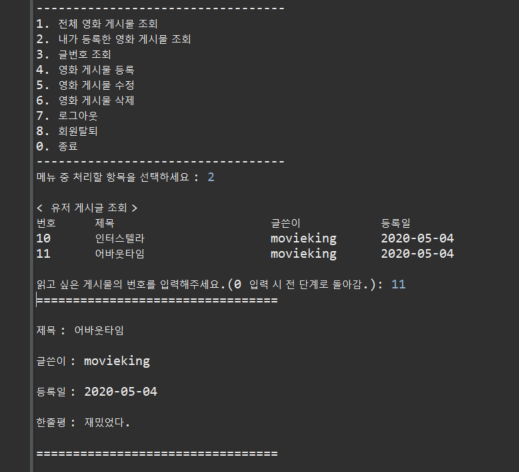 ----------------------------------
1. 전체 영화 게시물 조회
2. 내가 등록한 영화 게시물 조회
3. 글번호 조회
4. 영화 게시물 등록
5. 영화 게시물 수정
6. 영화 게시물 삭제
7. 로그아웃
8. 회원탈퇴
0. 종료
----------------------------------
메뉴 중 처리할 항목을 선택하세요 : 2
< 유저 게시글 조회 >
번호 제목 글쓴이 등록일
10 인터스텔라 movieking 2020-05-04
11 어바웃타임 movieking 2020-05-04
읽고 싶은 게시물의 번호를 입력해주세요.(0 입력 시 전 단계로 돌아감.): 11
=================================
제목 : 어바웃타임
글쓴이 : movieking
등록일 : 2020-05-04
한줄평 : 재밌었다.
=================================